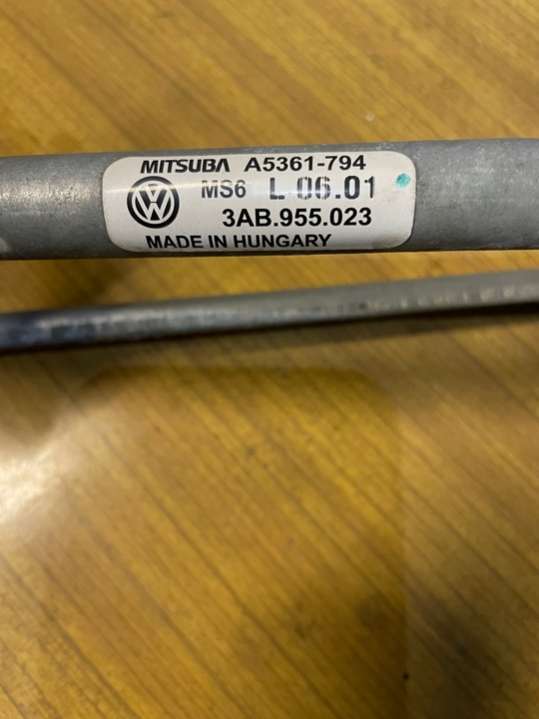 MITSUBA A5361-794
MS6 L 06.01
3AB.955.023
MADE IN HUNGARY